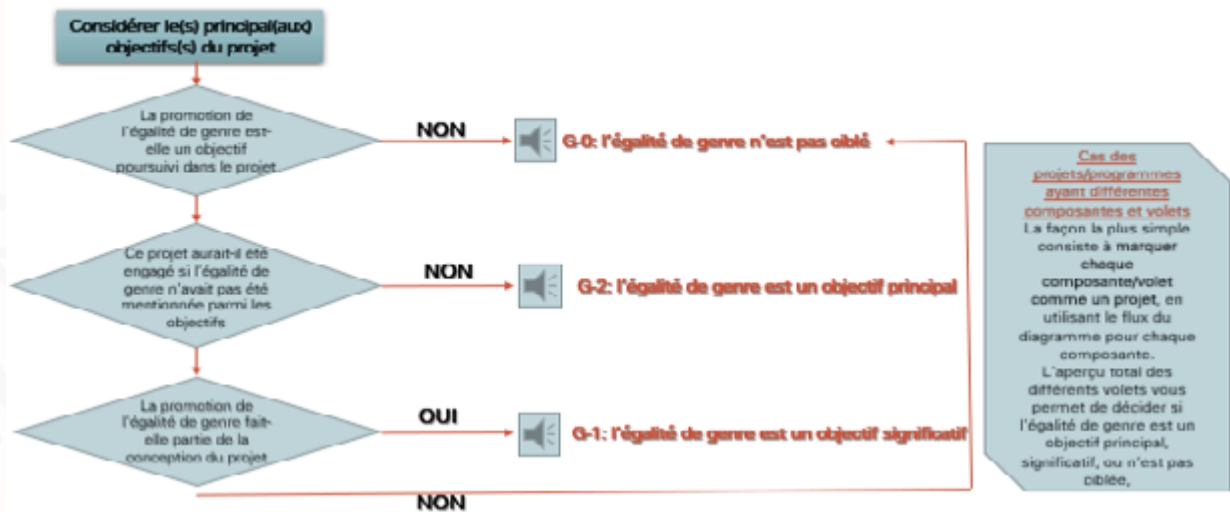 Considérer le(s) principal(aux)
objectifs(s) du projet
La promotion de
l'égalité de genre est-
elle un objectif
poursuivi dans le projet
NON
G-0: l'égalité de genre n'est pas ciblé
Ce projet aurait-il été
engagé si l'égalité de
genre n'avait pas été
mentionnée parmi les
objectifs
NON
G-2: l'égalité de genre est un objectif principal
La promotion de
l'égalité de genre fait-
elle partie de la
conception du projet
OUI
G-1: l'égalité de genre est un objectif significatif
NON
Cas des
projets/programmes
ayant différentes
composantes et volets
La façon la plus simple
consiste à marquer
chaque
composante/volet
comme un projet, en
utilisant le flux du
diagramme pour chaque
composante.
L'aperçu total des
différents volets vous
permet de décider si
l'égalité de genre est un
objectif principal,
significatif, ou n'est pas
ciblée,